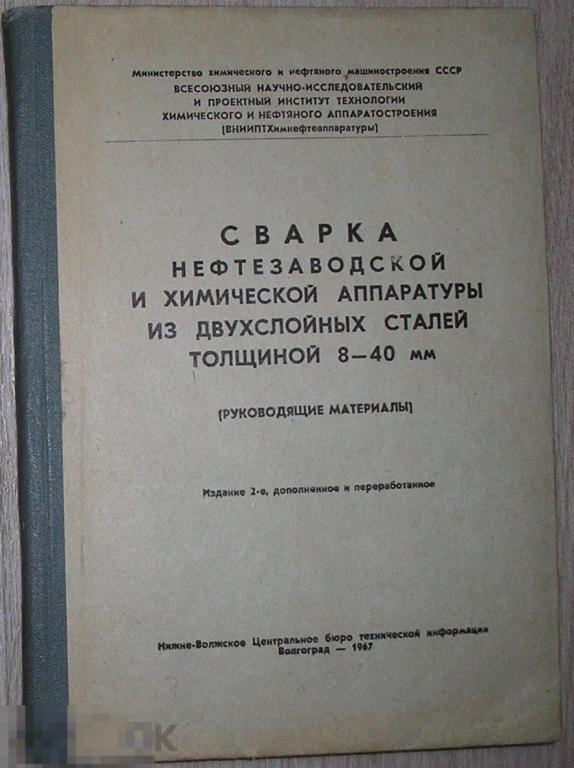 Министерство химического и нефтяного машиностроения СССР
ВСЕСОЮЗНЫЙ НАУЧНО-ИССЛЕДОВАТЕЛЬСКИЙ
И ПРОЕКТНЫЙ ИНСТИТУТ ТЕХНОЛОГИИ
ХИМИЧЕСКОГО И НЕФТЯНОГО АППАРАТОСТРОЕНИЯ
(ВНИИПТХимнефтеаппаратуры)
СВАРКА
НЕФТЕЗАВОДСКОЙ
И ХИМИЧЕСКОЙ АППАРАТУРЫ
ИЗ ДВУХСЛОЙНЫХ СТАЛЕЙ
ТОЛЩИНОЙ 8—40 мм
(РУКОВОДЯЩИЕ МАТЕРИАЛЫ)
Издание 2-е, дополненное и переработанное
Нижне-Волжское Центральное бюро технической информации
Волгоград — 1967